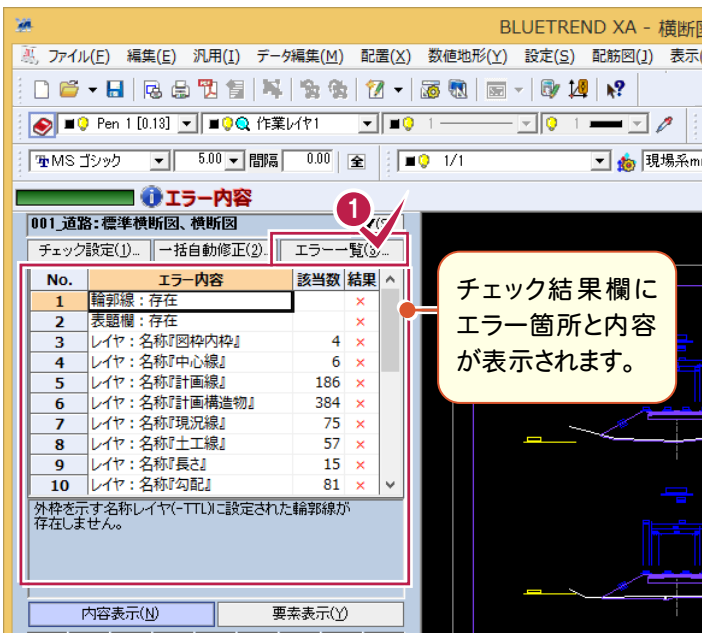 BLUETREND XA - 横断図
ファイル(F) 編集(E) 汎用(I) データ編集(M) 配置(X) 数値地形(Y) 設定(S) 配筋図(J) 表示(
Pen 1 [0.13] 作業レイヤ1 1 1
MS ゴシック 5.00 間隔 0.00 全 1/1 現場系m
エラー内容
001_道路:標準横断図、横断図
1
チェック設定(1)... 一括自動修正(2)... エラー一覧(3)...
No. エラー内容 該当数 結果
1 輪郭線:存在 ×
2 表題欄:存在 ×
3 レイヤ:名称『図枠内枠』 4 ×
4 レイヤ:名称『中心線』 6 ×
5 レイヤ:名称『計画線』 186 ×
6 レイヤ:名称『計画構造物』 384 ×
7 レイヤ:名称『現況線』 75 ×
8 レイヤ:名称『土工線』 57 ×
9 レイヤ:名称『長さ』 15 ×
10 レイヤ:名称『勾配』 81 ×
チェック結果欄に
エラー箇所と内容
が表示されます。
外枠を示す名称レイヤ(-TTL)に設定された輪郭線が
存在しません。
内容表示(N) 要素表示(Y)